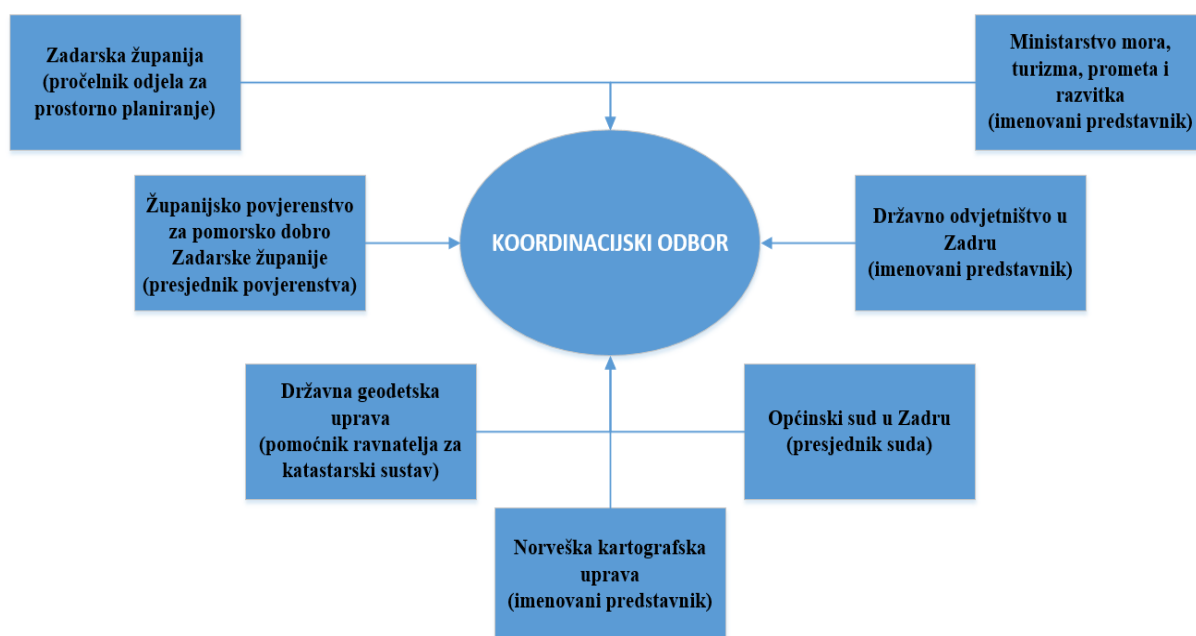 Zadarska županija
(pročelnik odjela za
prostorno planiranje)
Ministarstvo mora,
turizma, prometa i
razvitka
(imenovani predstavnik)
Županijsko povjerenstvo
za pomorsko dobro
Zadarske županije
(presjednik povjerenstva)
KOORDINACIJSKI ODBOR
Državno odvjetništvo u
Zadru
(imenovani predstavnik)
Državna geodetska
uprava
(pomoćnik ravnatelja za
katastarski sustav)
Općinski sud u Zadru
(presjednik suda)
Norveška kartografska
uprava
(imenovani predstavnik)